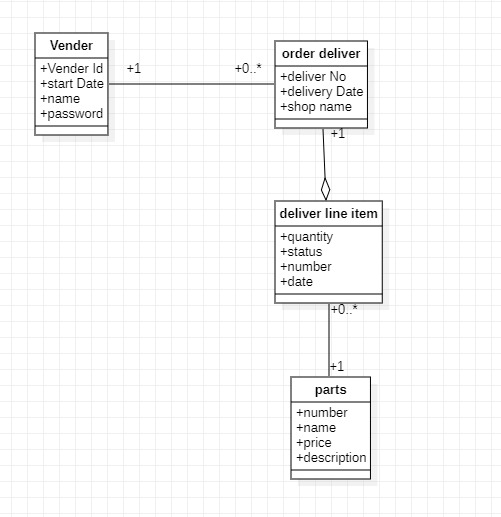 Vender
+Vender Id
+start Date
+name
+password
+1
+0..*
order deliver
+deliver No
+delivery Date
+shop name
+1
deliver line item
+quantity
+status
+number
+date
+0..*
+1
parts
+number
+name
+price
+description